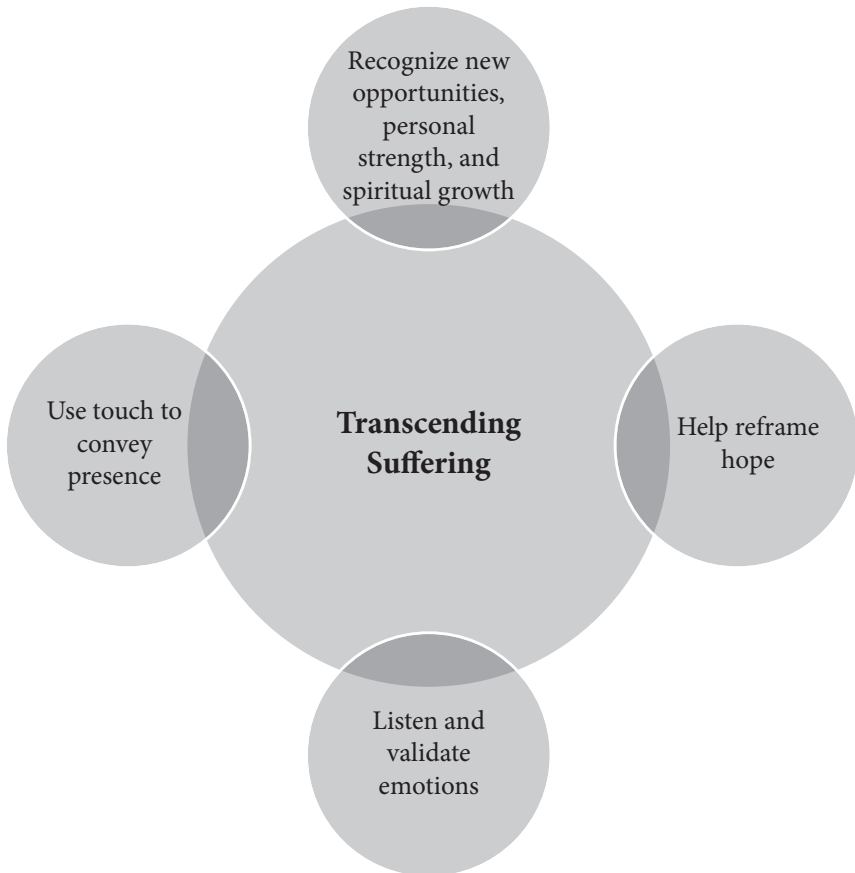 Recognize new
opportunities,
personal
strength, and
spiritual growth
Use touch to
convey
presence
Transcending
Suffering
Help reframe
hope
Listen and
validate
emotions